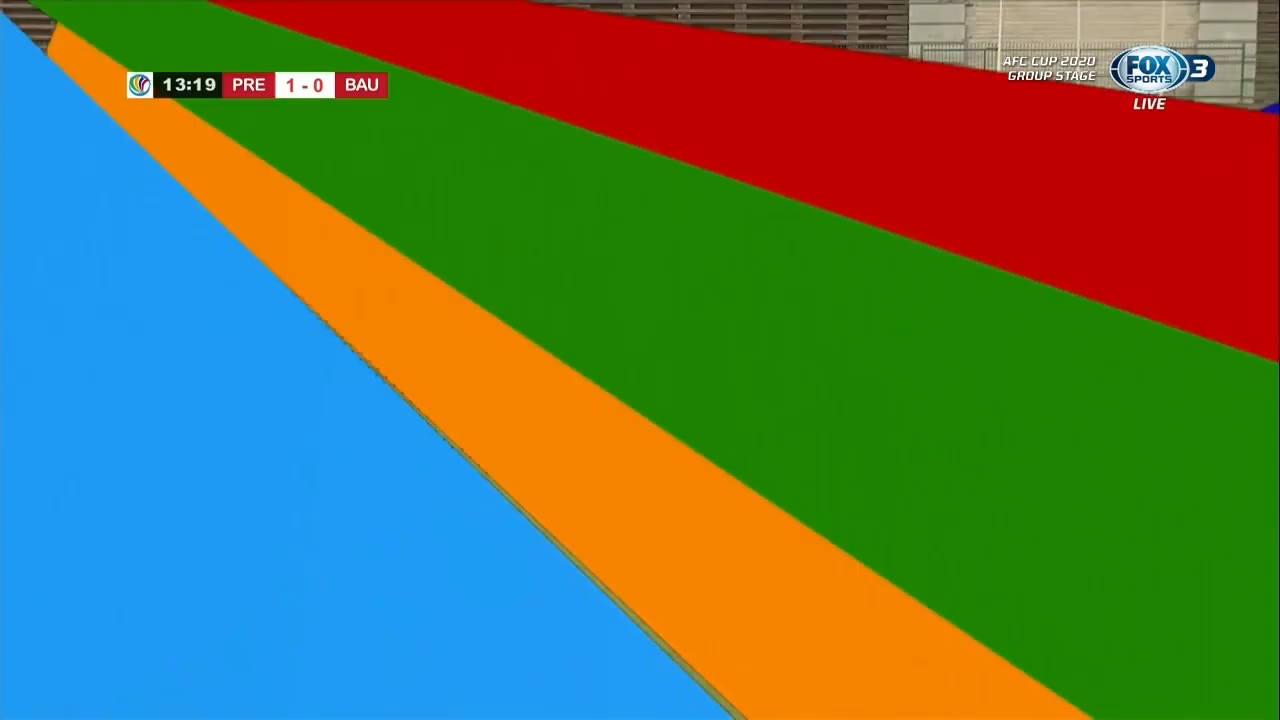 13:19 PRE 1 - 0 BAU
AFC CUP 2020
GROUP STAGE
FOX
SPORTS
3
LIVE